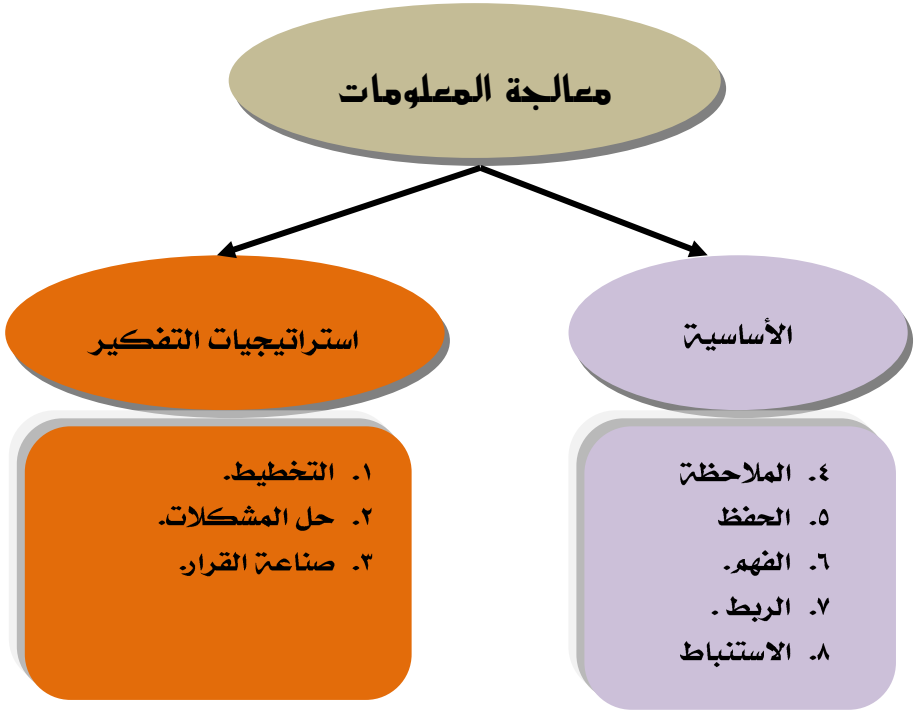 معالجة المعلومات
الأساسية
٤. الملاحظة
٥. الحفظ
٦. الفهم.
٧. الربط .
٨. الاستنباط
استراتيجيات التفكير
١. التخطيط.
٢. حل المشكلات.
٣. صناعة القرار.